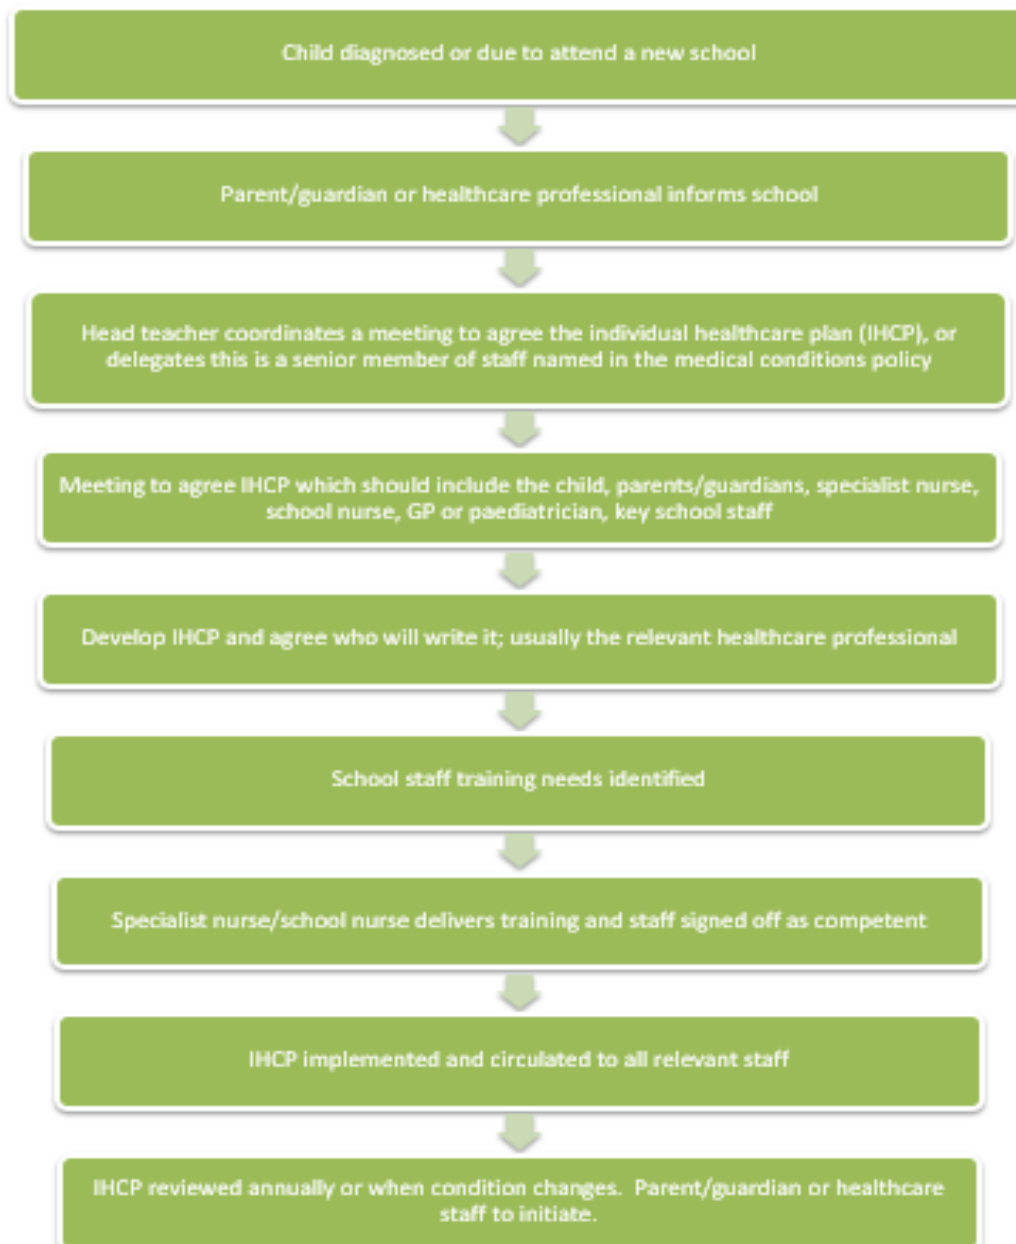 Child diagnosed or due to attend a new school
Parent/guardian or healthcare professional informs school
Head teacher coordinates a meeting to agree the individual healthcare plan (IHCP), or
delegates this is a senior member of staff named in the medical conditions policy
Meeting to agree IHCP which should include the child, parents/guardians, specialist nurse,
school nurse, GP or paediatrician, key school staff
Develop IHCP and agree who will write it; usually the relevant healthcare professional
School staff training needs identified
Specialist nurse/school nurse delivers training and staff signed off as competent
IHCP implemented and circulated to all relevant staff
IHCP reviewed annually or when condition changes. Parent/guardian or healthcare
staff to initiate.